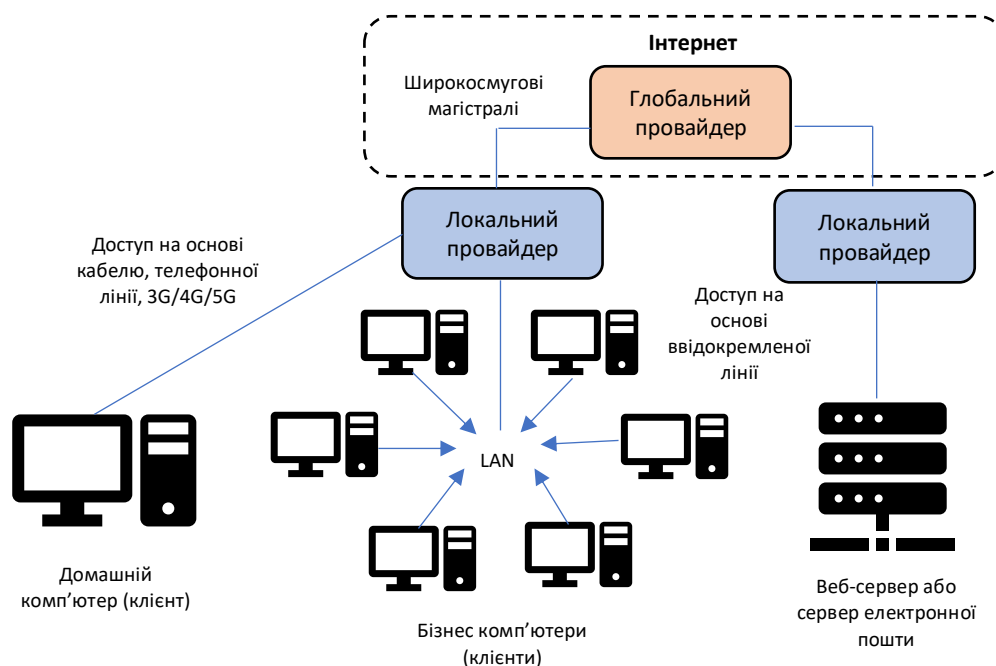 Інтернет
Широкосмугові
магістралі
Глобальний
провайдер
Локальний
провайдер
Локальний
провайдер
Доступ на основі
кабелю, телефонної
лінії, 3G/4G/5G
Доступ на
основі
ввідокремленої
лінії
LAN
Домашній
комп’ютер (клієнт)
Бізнес комп’ютери
(клієнти)
Веб-сервер або
сервер електронної
пошти